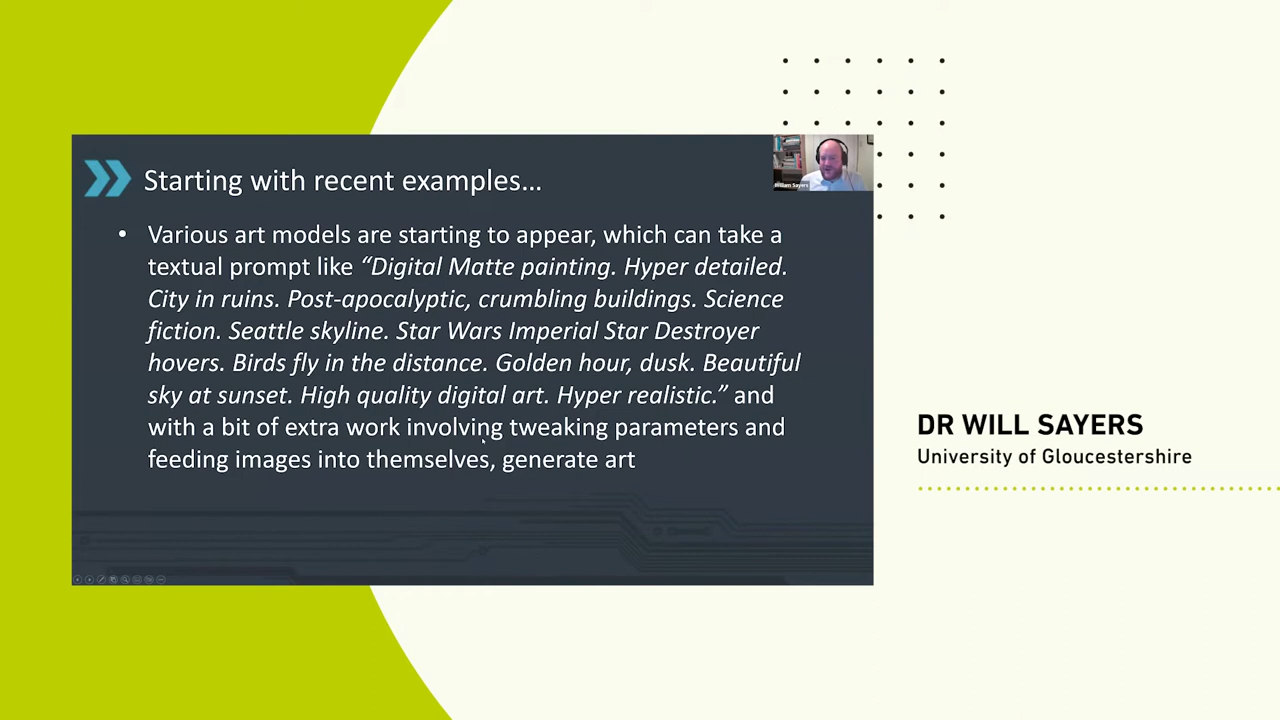 Starting with recent examples...
William Sayers
• Various art models are starting to appear, which can take a
textual prompt like “Digital Matte painting. Hyper detailed.
City in ruins. Post-apocalyptic, crumbling buildings. Science
fiction. Seattle skyline. Star Wars Imperial Star Destroyer
hovers. Birds fly in the distance. Golden hour, dusk. Beautiful
sky at sunset. High quality digital art. Hyper realistic.” and
with a bit of extra work involving tweaking parameters and
feeding images into themselves, generate art
DR WILL SAYERS
University of Gloucestershire